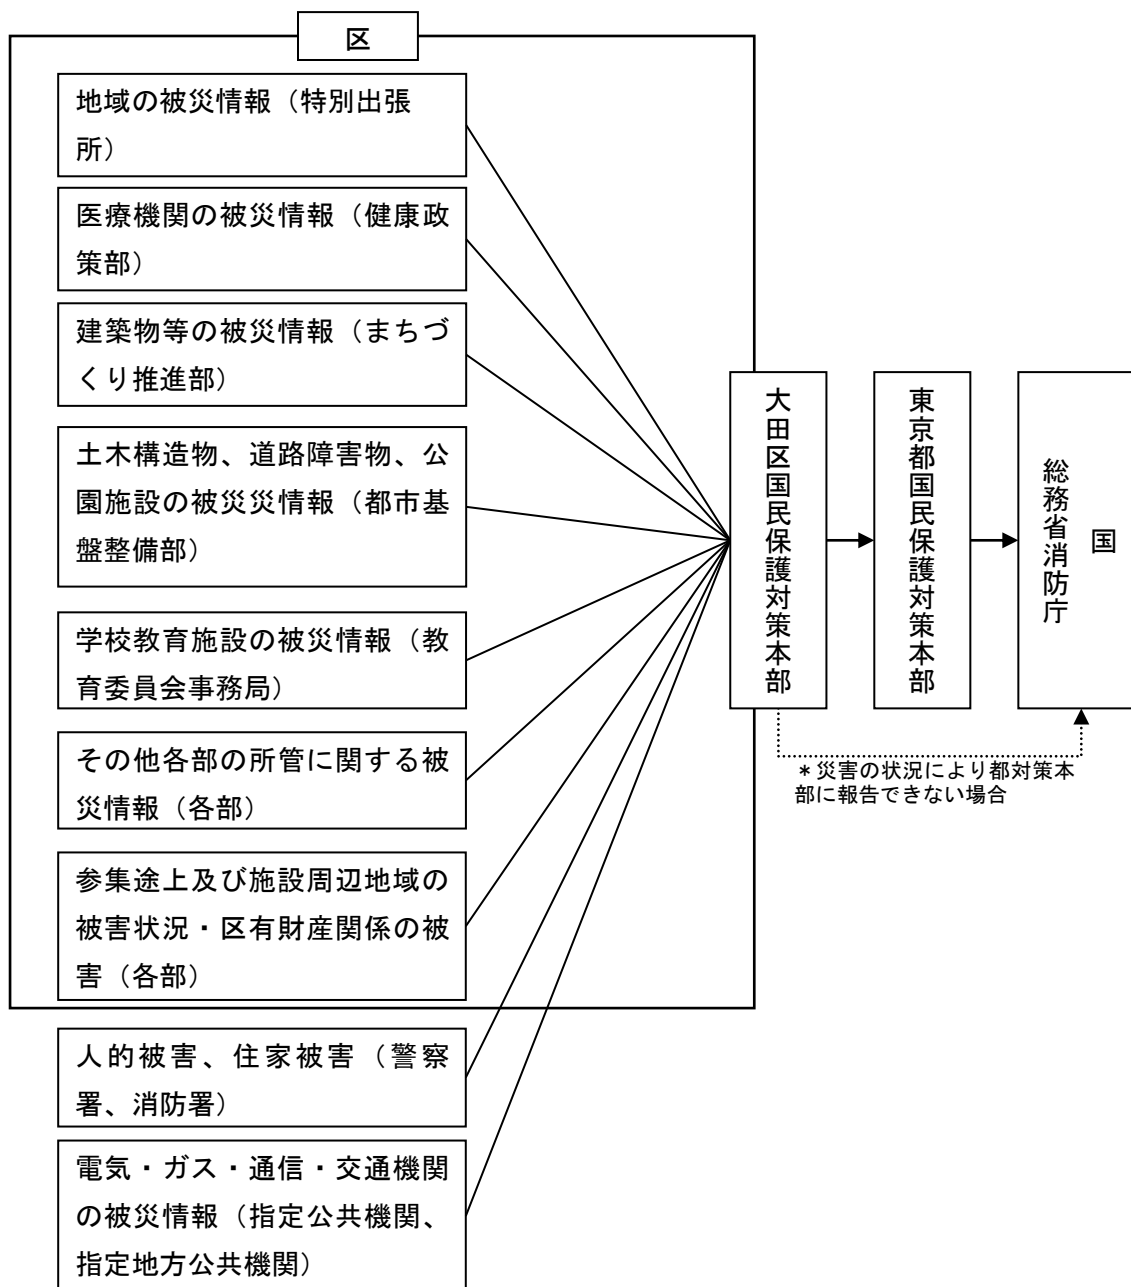 区
地域の被災情報（特別出張
所）
医療機関の被災情報（健康政
策部）
建築物等の被災情報（まちづ
くり推進部）
土木構造物、道路障害物、公
園施設の被災災情報（都市基
盤整備部）
学校教育施設の被災情報（教
育委員会事務局）
その他各部の所管に関する被
災情報（各部）
参集途上及び施設周辺地域の
被害状況・区有財産関係の被
害（各部）
人的被害、住家被害（警察
署、消防署）
電気・ガス・通信・交通機関
の被災情報（指定公共機関、
指定地方公共機関）
大田区国民保護対策本部
東京都国民保護対策本部
国
総務省消防庁
＊災害の状況により都対策本
部に報告できない場合